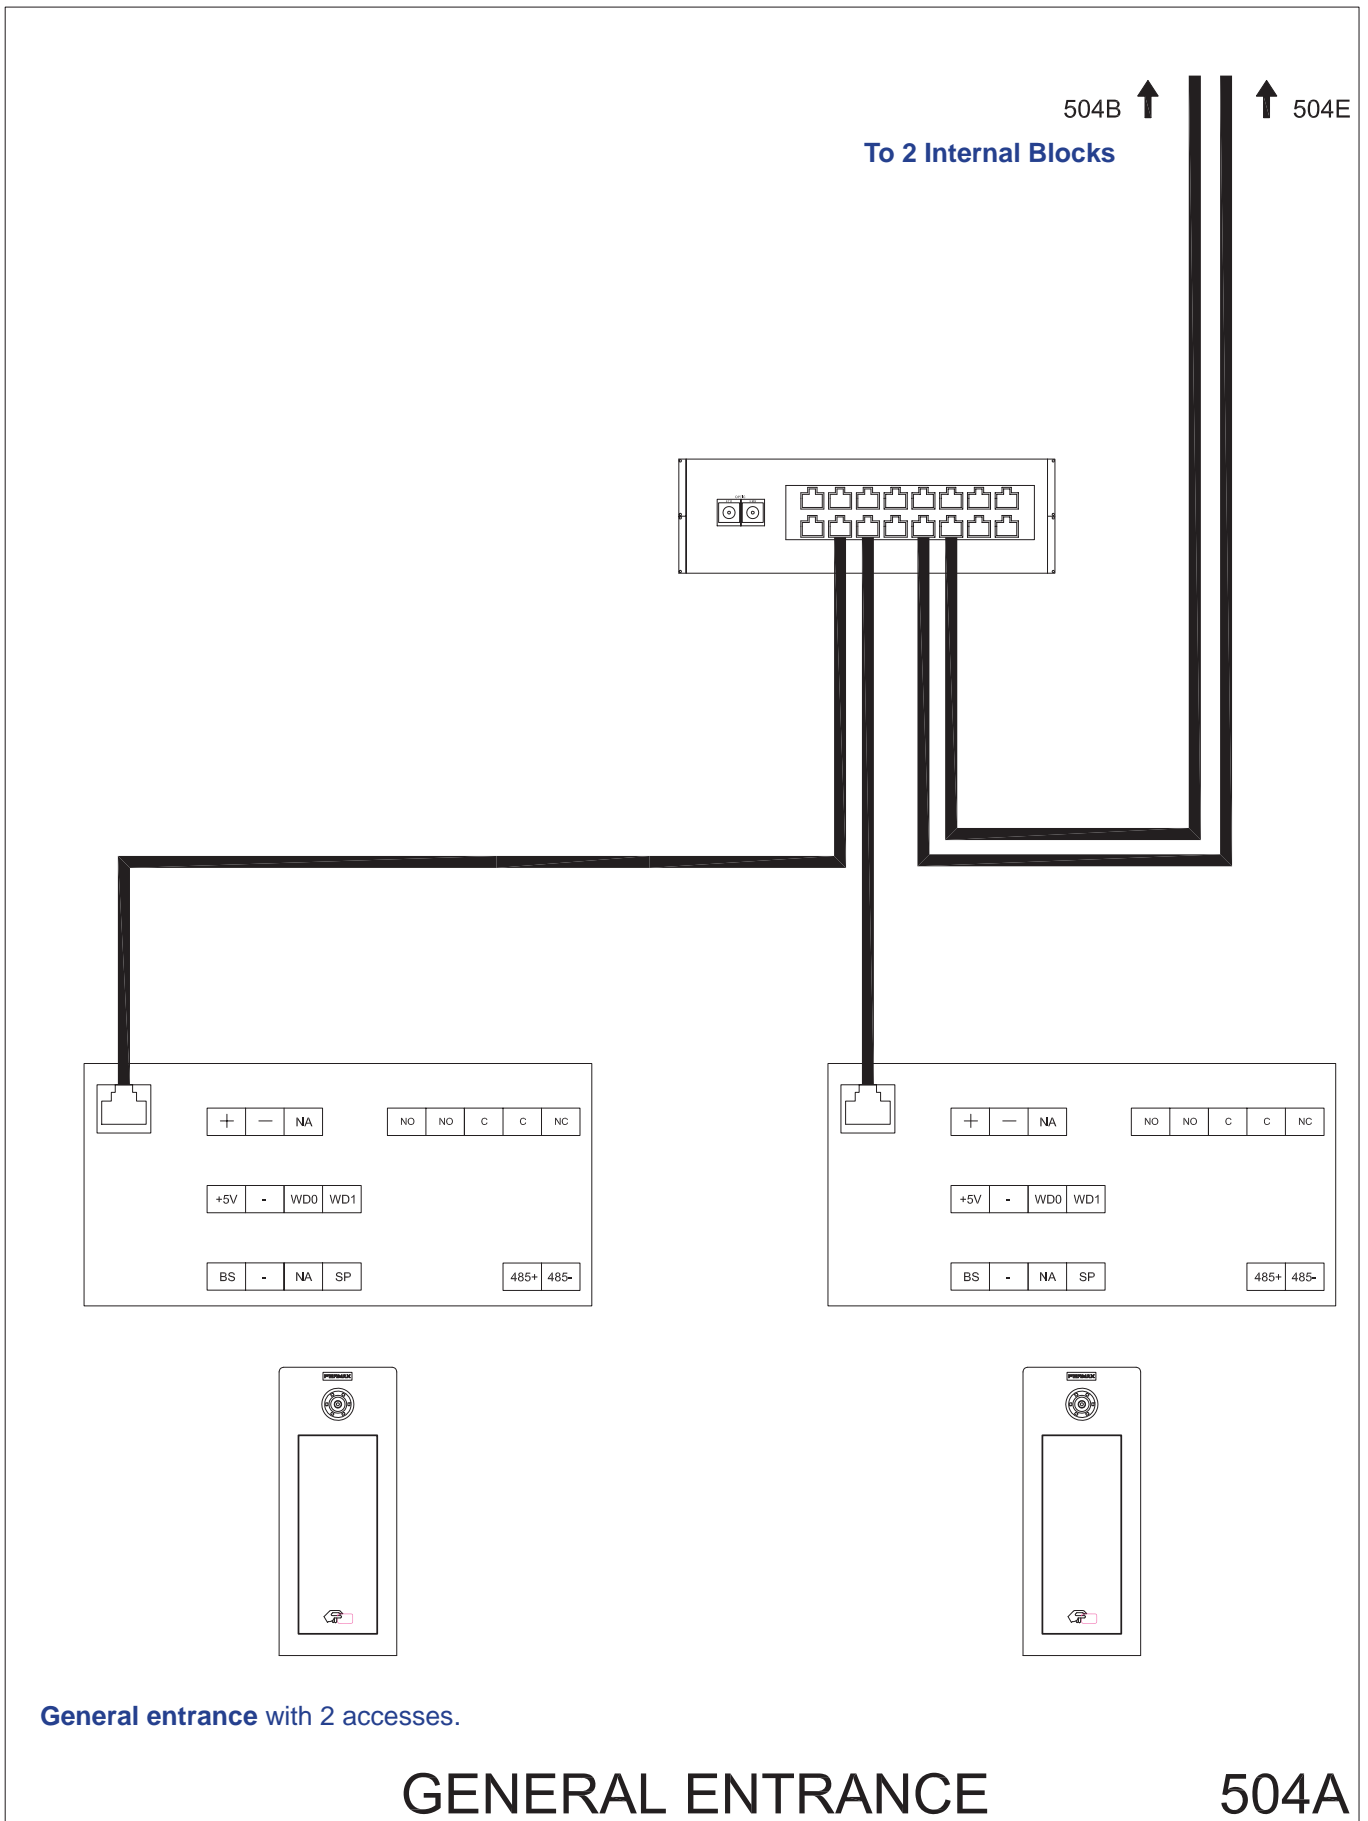 504B 504E
To 2 Internal Blocks
+ — NA NO NO C C NC + — NA NO NO C C NC
+5V - WD0 WD1 +5V - WD0 WD1
BS - NA SP 485+ 485- BS - NA SP 485+ 485-
FERMAX FERMAX
General entrance with 2 accesses.
GENERAL ENTRANCE 504A